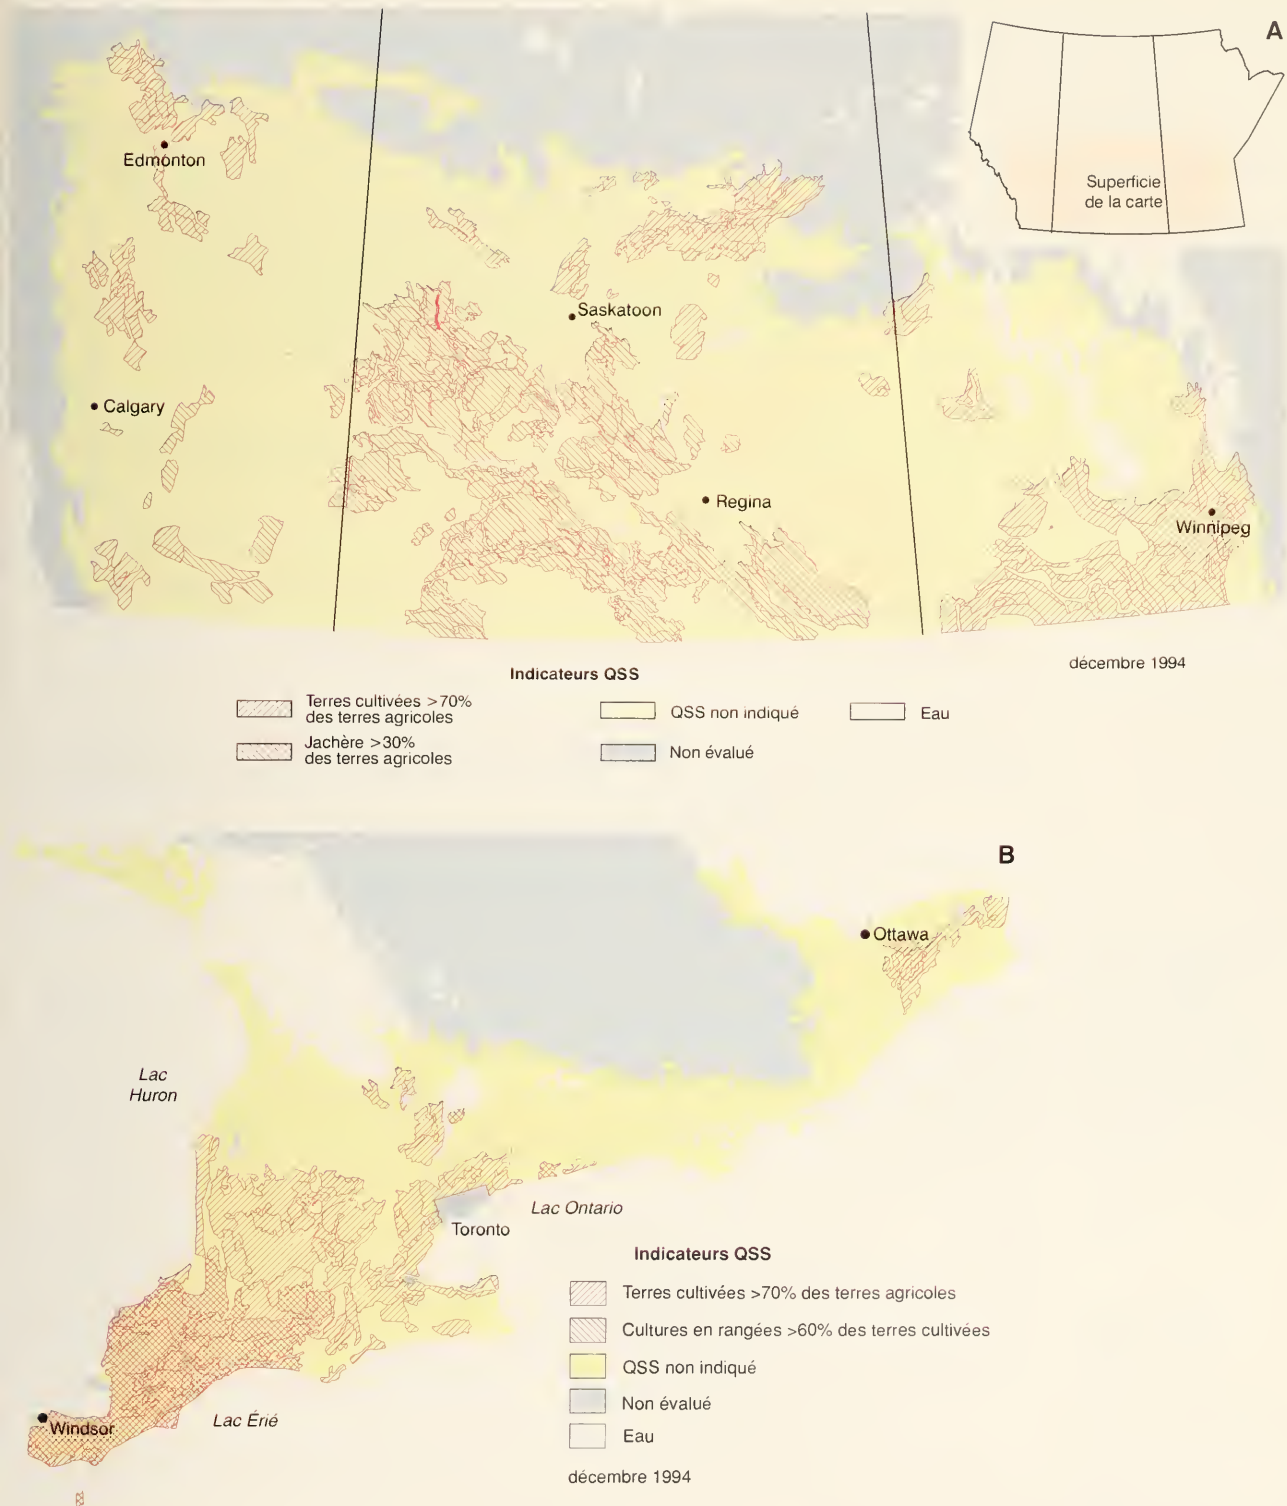 A
Superficie
de la carte
Edmonton
Saskatoon
Calgary
Regina
Winnipeg
décembre 1994
Indicateurs QSS
Terres cultivées >70%
des terres agricoles
QSS non indiqué
Eau
Jachère >30%
des terres agricoles
Non évalué
B
Ottawa
Lac
Huron
Lac Ontario
Toronto
Indicateurs QSS
Terres cultivées >70% des terres agricoles
Cultures en rangées >60% des terres cultivées
QSS non indiqué
Non évalué
Eau
Lac Érié
Windsor
décembre 1994